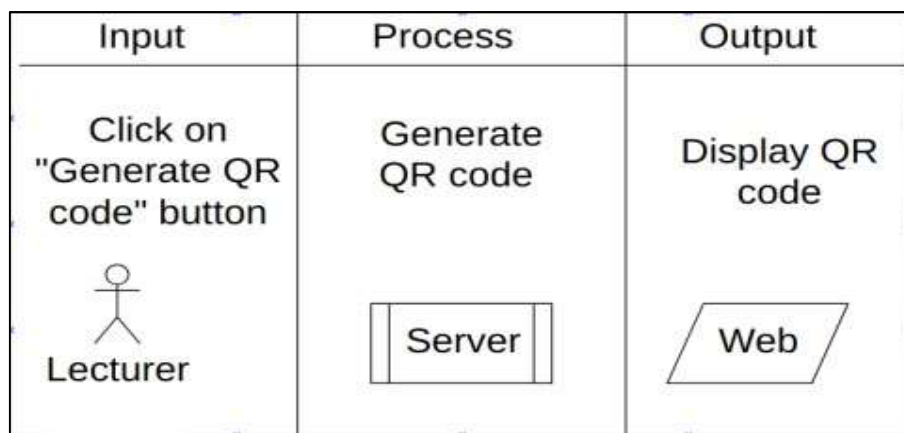 Input
Process
Output
Click on
"Generate QR
code" button
Generate
QR code
Display QR
code
Lecturer
Server
Web